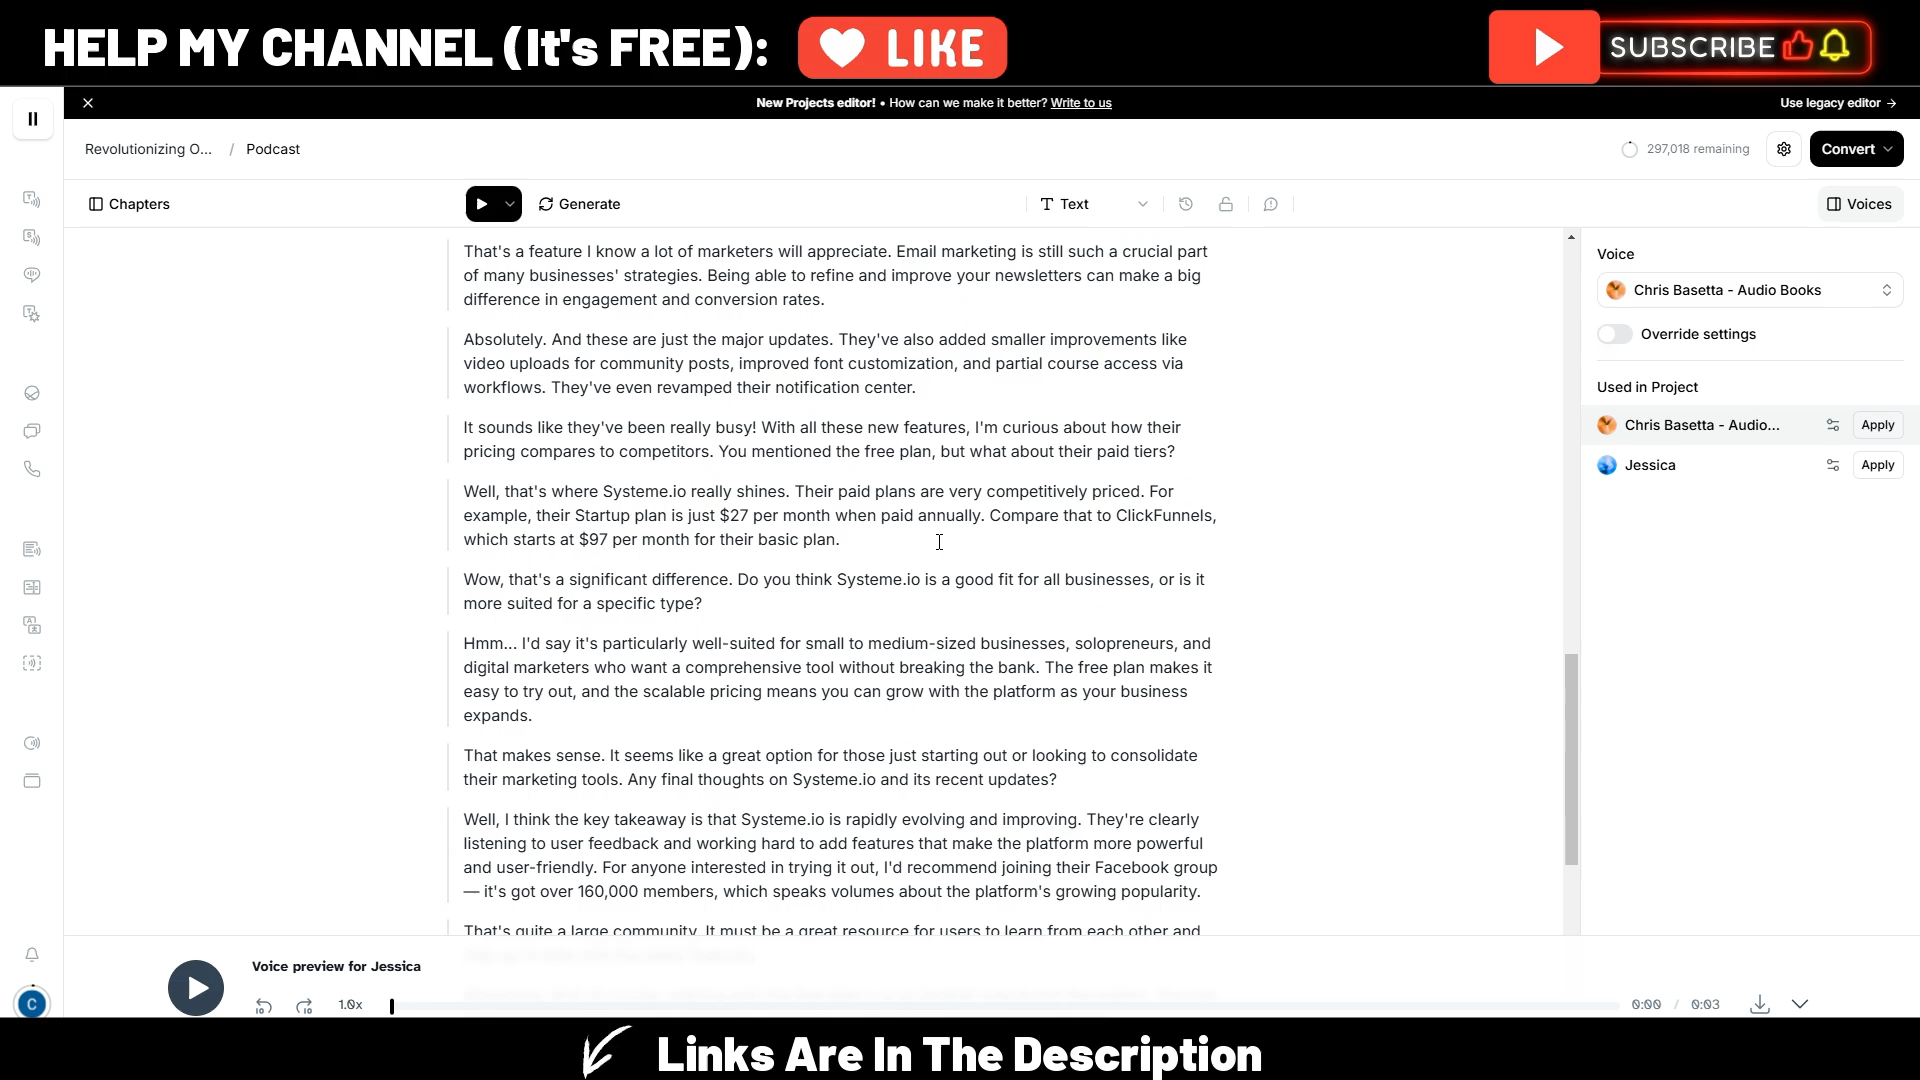 HELP MY CHANNEL (It's FREE):
LIKE
SUBSCRIBE
New Projects editor! • How can we make it better? Write to us
Use legacy editor →
Revolutionizing O... / Podcast
297,018 remaining
Convert
Chapters
Generate
Text
Voices
That's a feature I know a lot of marketers will appreciate. Email marketing is still such a crucial part
of many businesses' strategies. Being able to refine and improve your newsletters can make a big
difference in engagement and conversion rates.
Absolutely. And these are just the major updates. They've also added smaller improvements like
video uploads for community posts, improved font customization, and partial course access via
workflows. They've even revamped their notification center.
It sounds like they've been really busy! With all these new features, I'm curious about how their
pricing compares to competitors. You mentioned the free plan, but what about their paid tiers?
Well, that's where Systeme.io really shines. Their paid plans are very competitively priced. For
example, their Startup plan is just $27 per month when paid annually. Compare that to ClickFunnels,
which starts at $97 per month for their basic plan.
Wow, that's a significant difference. Do you think Systeme.io is a good fit for all businesses, or is it
more suited for a specific type?
Hmm... I'd say it's particularly well-suited for small to medium-sized businesses, solopreneurs, and
digital marketers who want a comprehensive tool without breaking the bank. The free plan makes it
easy to try out, and the scalable pricing means you can grow with the platform as your business
expands.
That makes sense. It seems like a great option for those just starting out or looking to consolidate
their marketing tools. Any final thoughts on Systeme.io and its recent updates?
Well, I think the key takeaway is that Systeme.io is rapidly evolving and improving. They're clearly
listening to user feedback and working hard to add features that make the platform more powerful
and user-friendly. For anyone interested in trying it out, I'd recommend joining their Facebook group
— it's got over 160,000 members, which speaks volumes about the platform's growing popularity.
That's quite a large community. It must be a great resource for users to learn from each other and
Voice
Chris Basetta - Audio Books
Override settings
Used in Project
Chris Basetta - Audio...
Apply
Jessica
Apply
Voice preview for Jessica
1.0x
0:00 / 0:03
C
Links Are In The Description